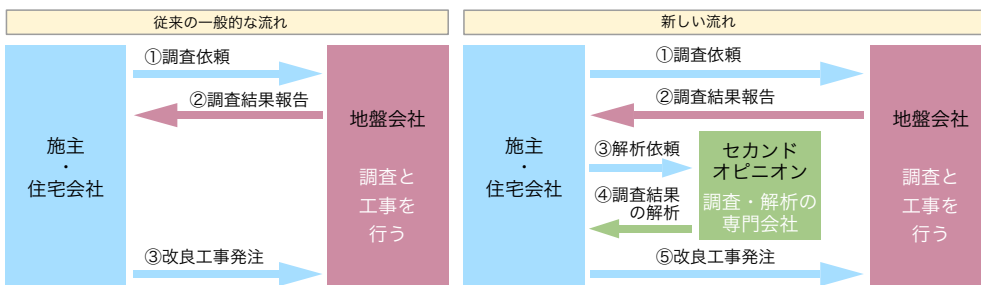 従来の一般的な流れ
①調査依頼
②調査結果報告
施主
・
住宅会社
地盤会社
調査と
工事を
行う
③改良工事発注
新しい流れ
①調査依頼
②調査結果報告
施主
・
住宅会社
③解析依頼
④調査結果
の解析
セカンド
オピニオン
調査・解析の
専門会社
地盤会社
調査と
工事を
行う
⑤改良工事発注